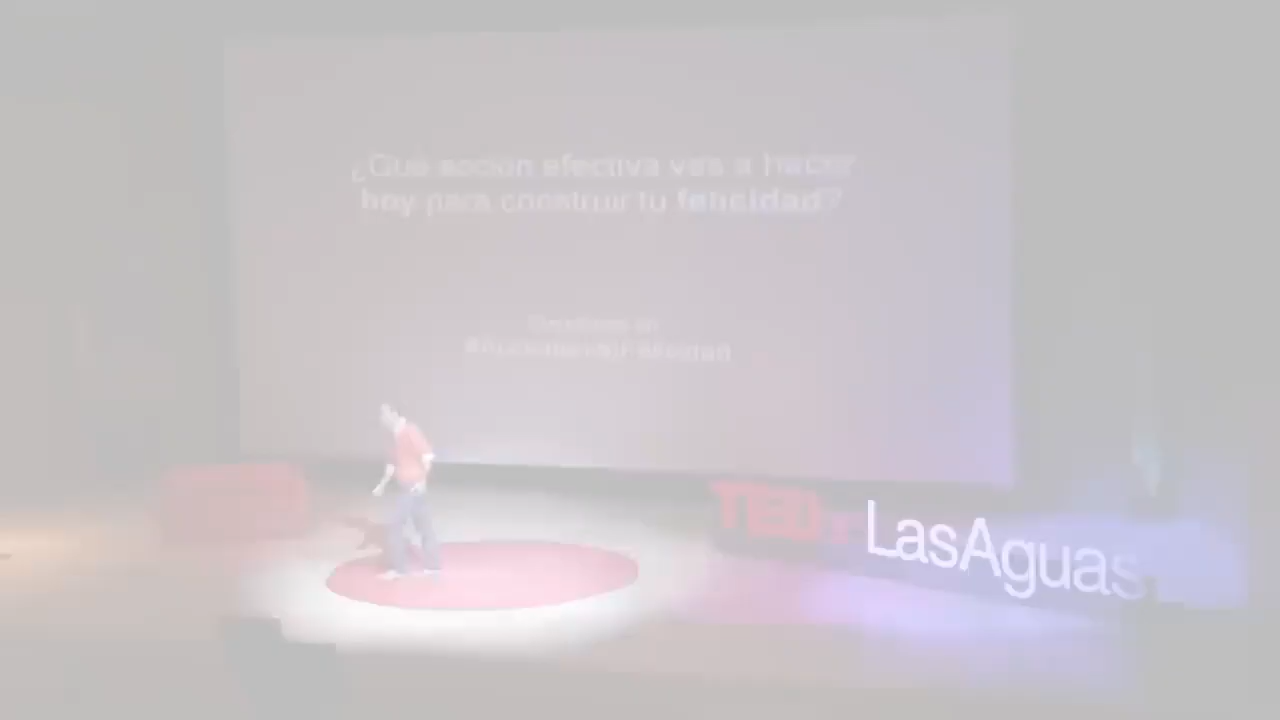 ¿Qué acción efectiva vas a hacer
hoy para construir tu felicidad?
TEDx LasAguas